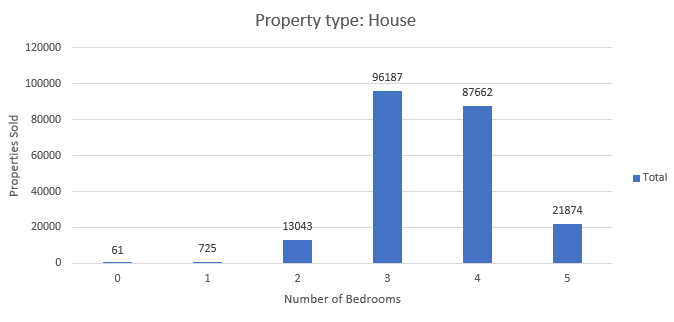 Property type: House
120000
100000
80000
60000
40000
20000
0
Properties Sold
61
725
13043
96187
87662
21874
0 1 2 3 4 5
Number of Bedrooms
Total